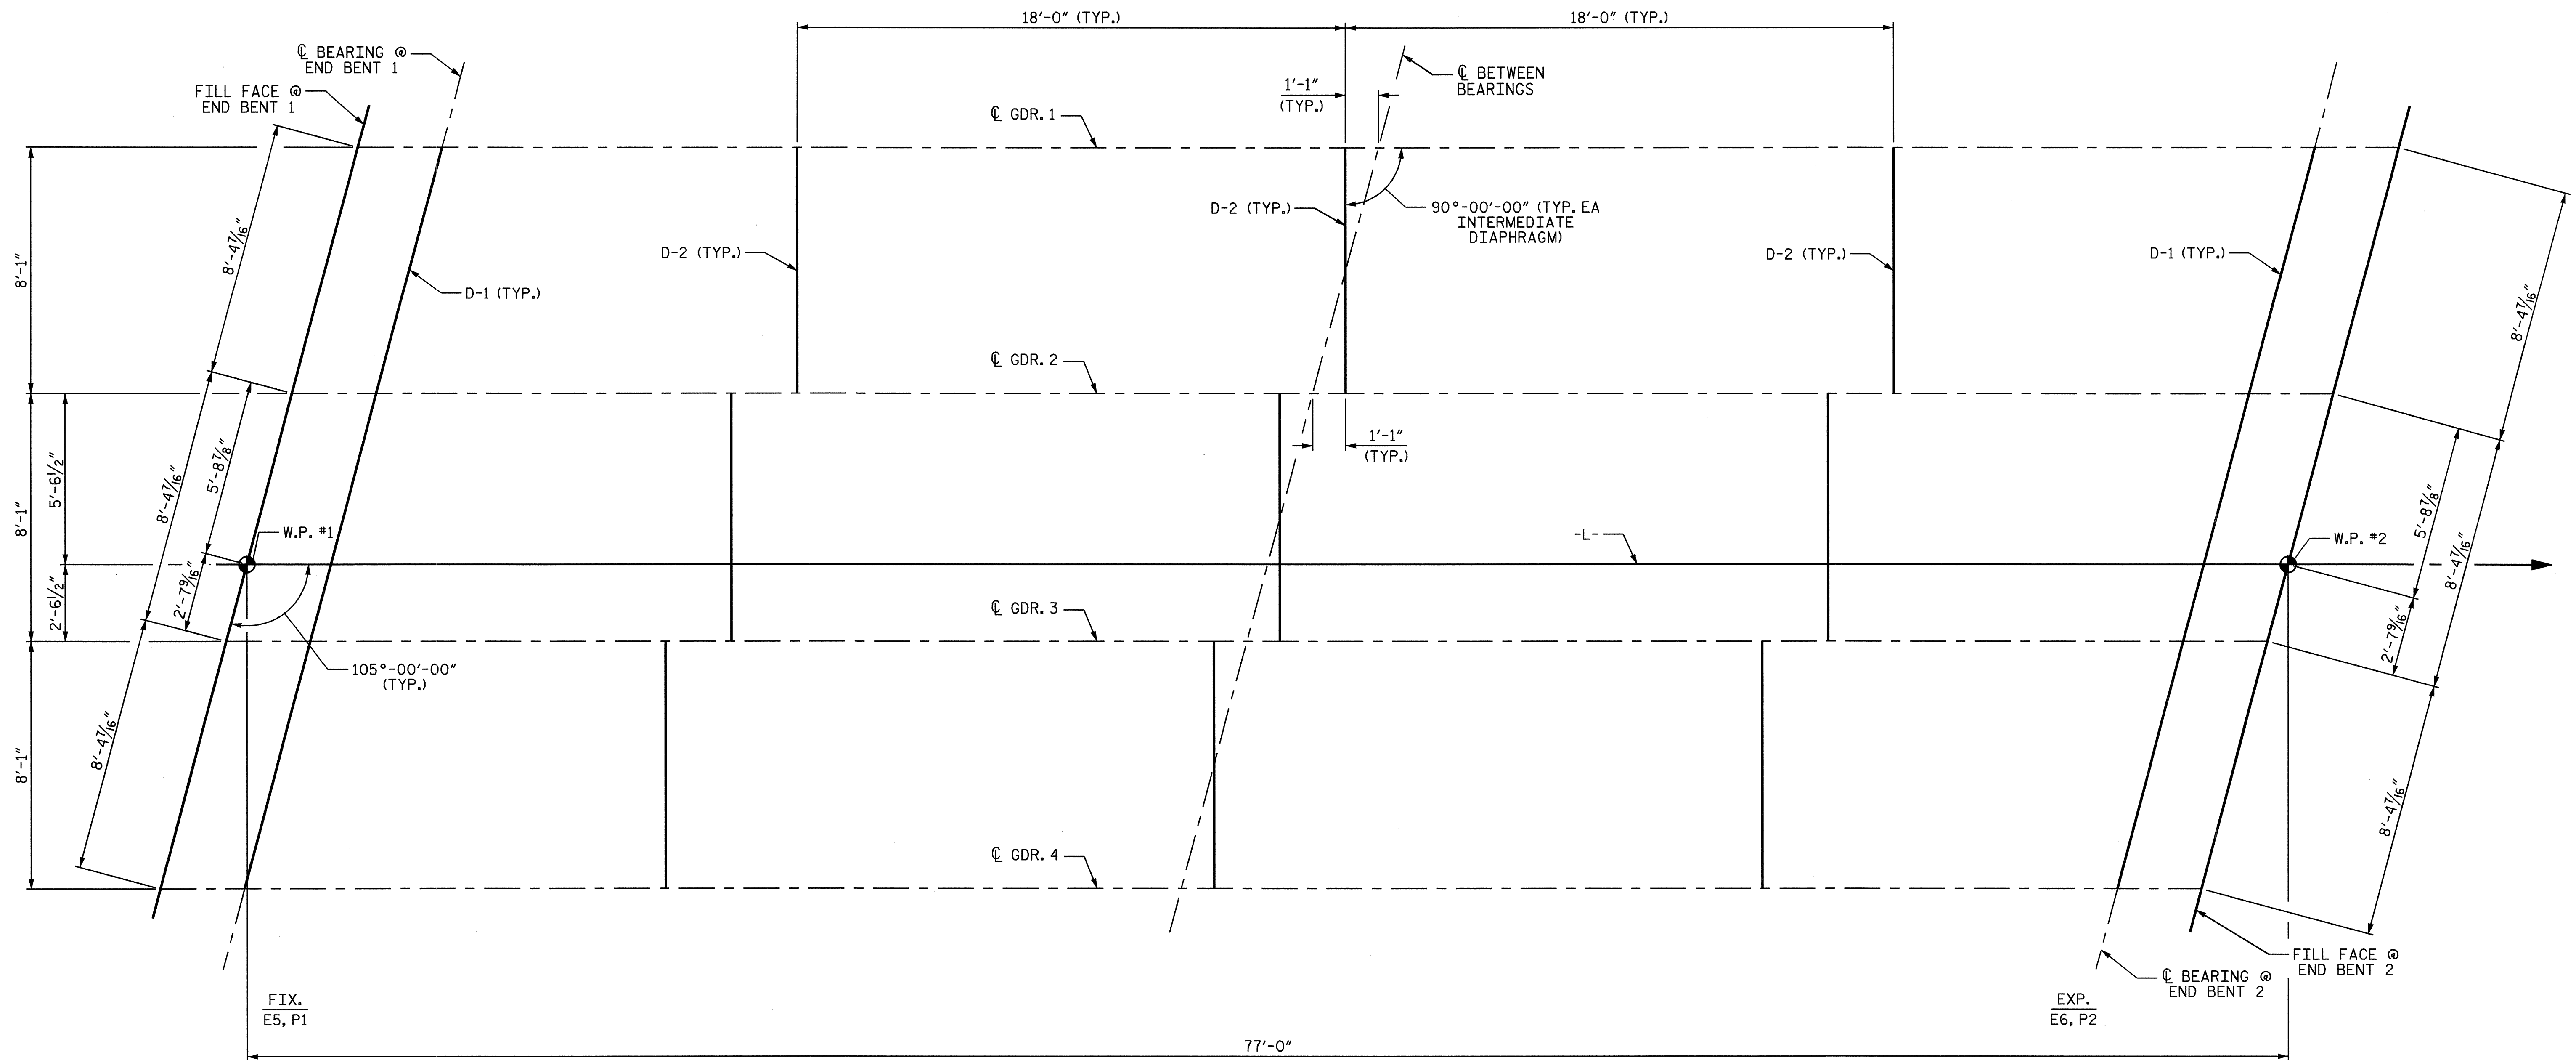 18'-0" (TYP.)
18'-0" (TYP.)
℄ BEARING @
END BENT 1
FILL FACE @
END BENT 1
℄ BETWEEN
BEARINGS
1'-1"
(TYP.)
℄ GDR. 1
90°-00'-00" (TYP. EA
INTERMEDIATE
DIAPHRAGM)
D-2 (TYP.)
D-2 (TYP.)
D-2 (TYP.)
D-1 (TYP.)
D-1 (TYP.)
8'-1"
8'-4 7/16"
8'-4 7/16"
℄ GDR. 2
1'-1"
(TYP.)
8'-1"
5'-6 1/2"
8'-4 7/16"
5'-8 7/8"
5'-8 7/8"
8'-4 7/16"
W.P. #1
-L-
W.P. #2
2'-6 1/2"
2'-7 9/16"
2'-7 9/16"
℄ GDR. 3
105°-00'-00"
(TYP.)
8'-1"
8'-4 7/16"
8'-4 7/16"
℄ GDR. 4
FILL FACE @
END BENT 2
℄ BEARING @
END BENT 2
FIX.
E5, P1
EXP.
E6, P2
77'-0"